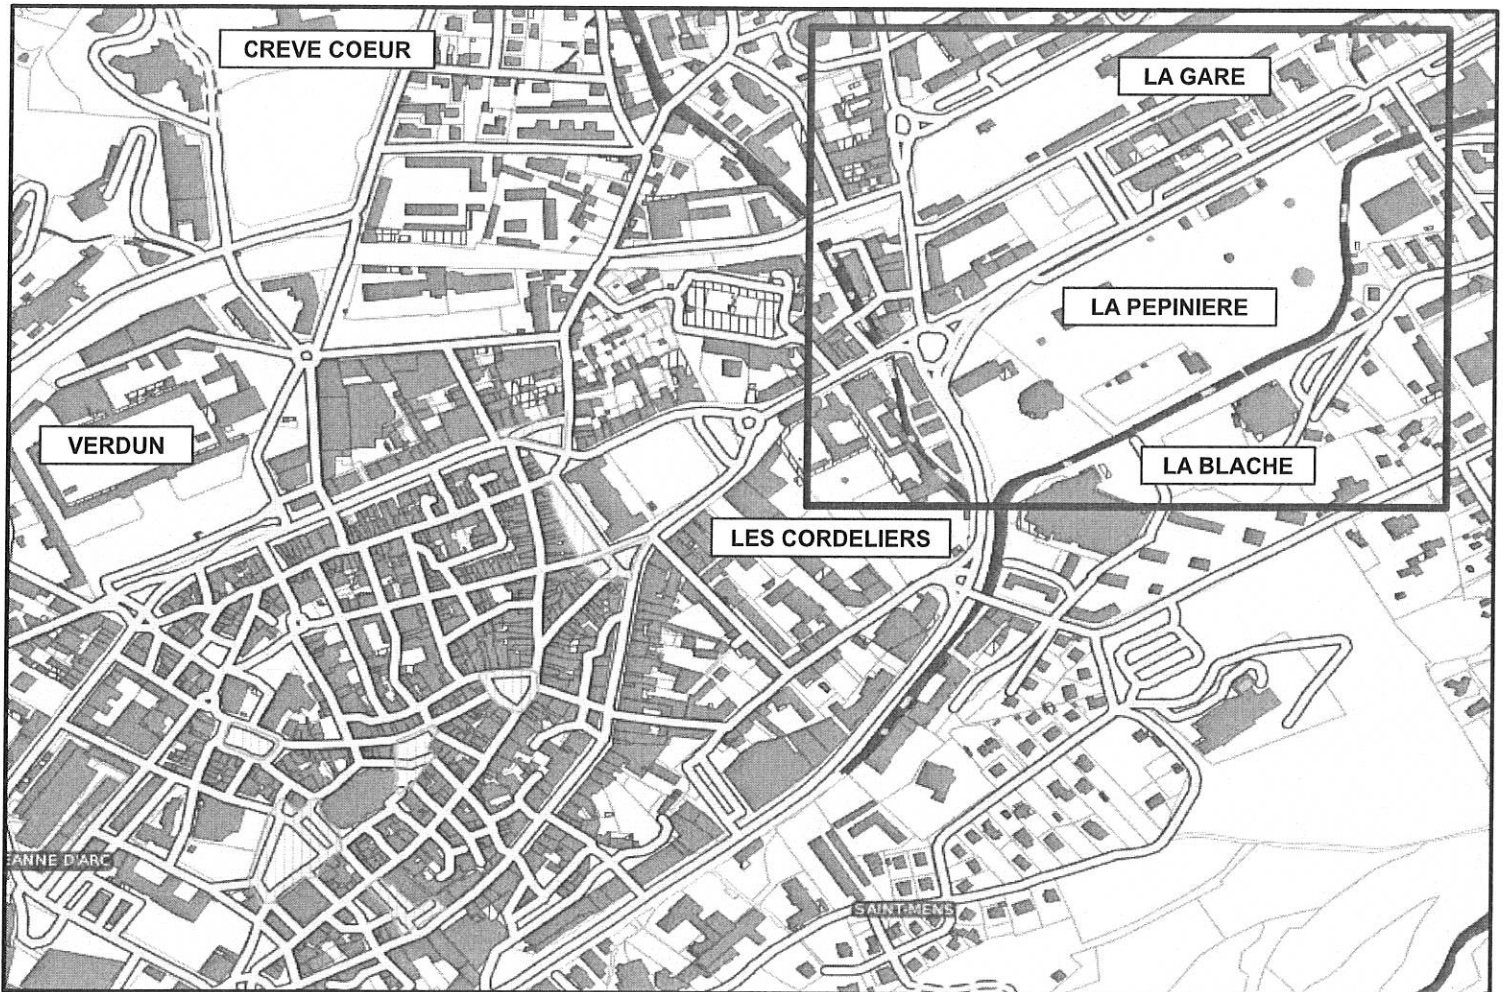 CREVE COEUR
LA GARE
LA PEPINIERE
VERDUN
LA BLACHE
LES CORDELIERS
EANNE D'ARC
SAINT-MENS